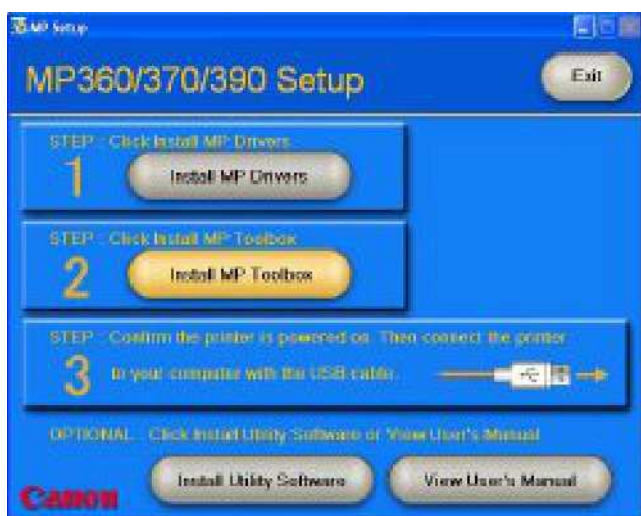 MP Setup
MP360/370/390 Setup
Exit
STEP : Click Install MP Drivers
1
Install MP Drivers
STEP : Click Install MP Toolbox
2
Install MP Toolbox
STEP : Confirm the printer is powered on. Then connect the printer
3
to your computer with the USB cable.
OPTIONAL : Click Install Utility Software or View User's Manual
Install Utility Software
View User's Manual
Canon